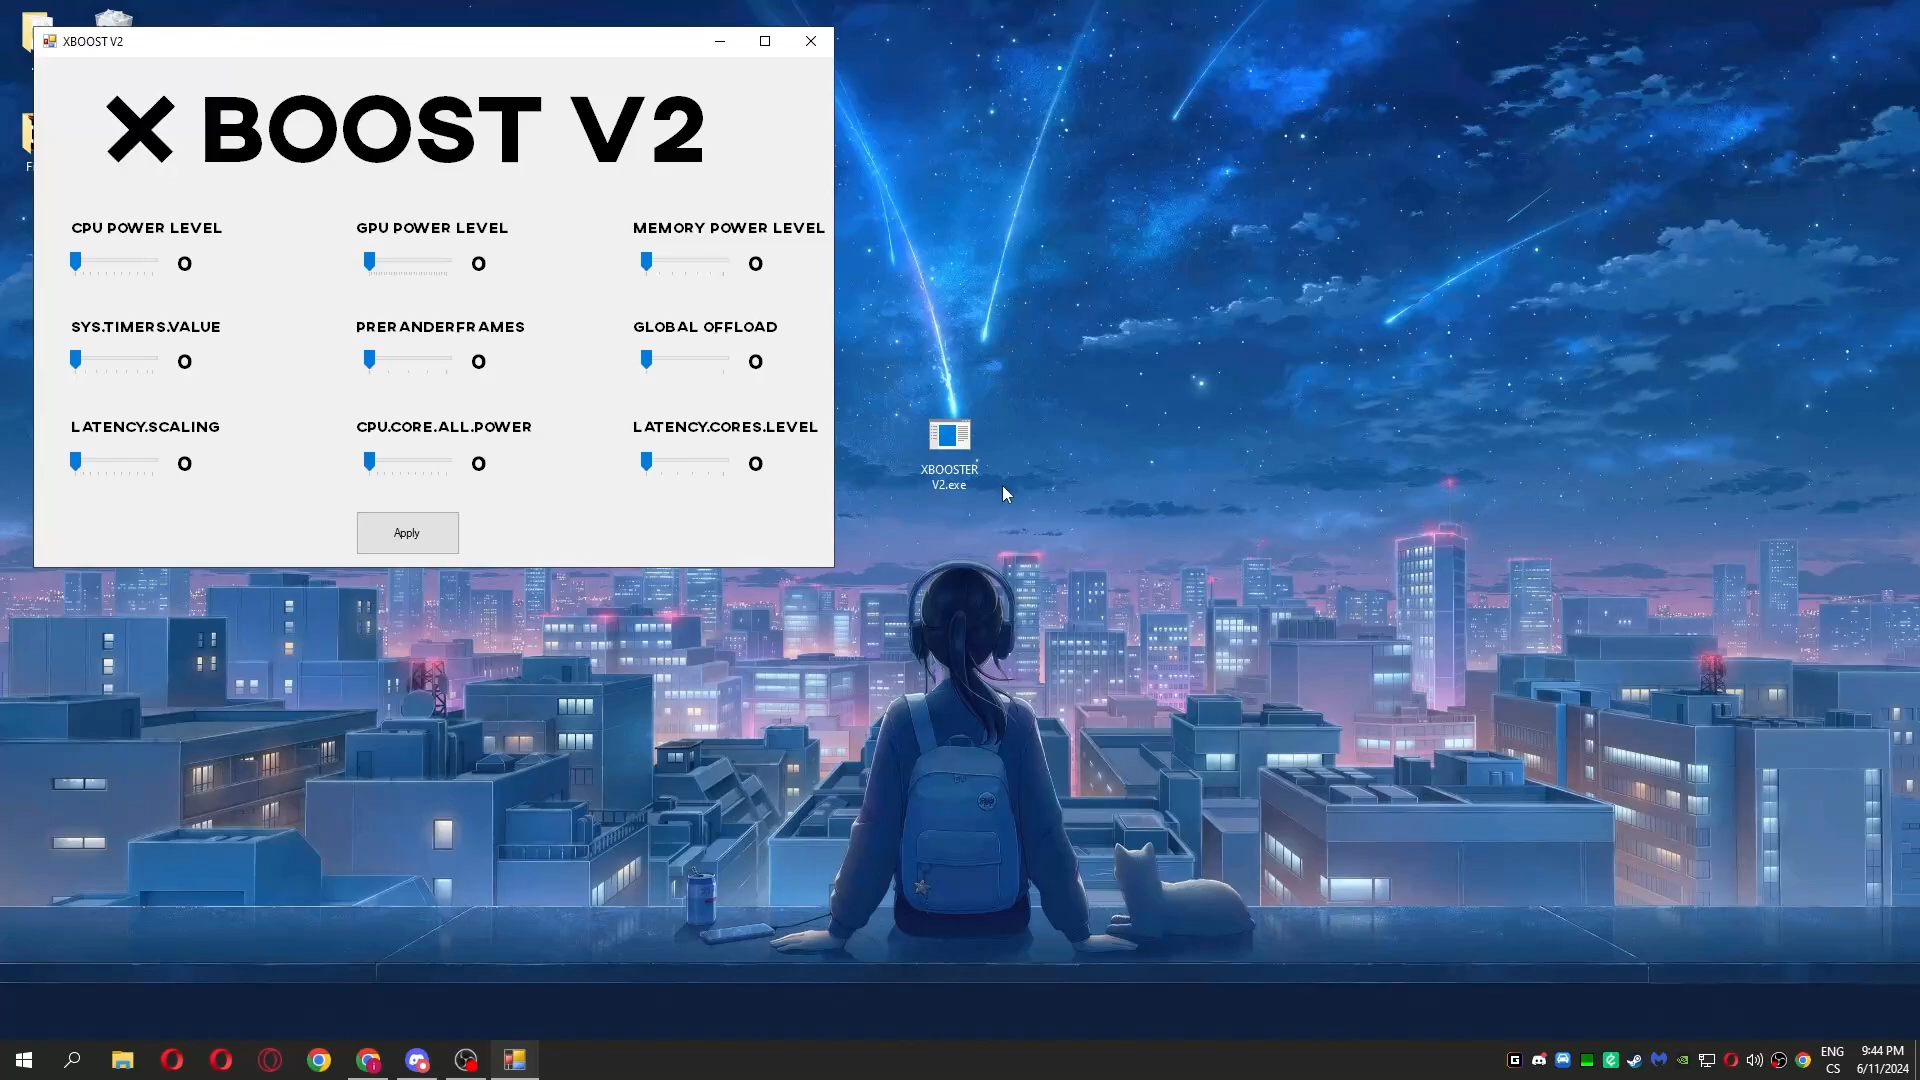 XBOOST V2
X BOOST V2
CPU POWER LEVEL
GPU POWER LEVEL
MEMORY POWER LEVEL
0
0
0
SYS.TIMERS.VALUE
PRERANDERFRAMES
GLOBAL OFFLOAD
0
0
0
LATENCY.SCALING
CPU.CORE.ALL.POWER
LATENCY.CORES.LEVEL
0
0
0
Apply
XBOOSTER
V2.exe
ENG
CS
9:44 PM
6/11/2024